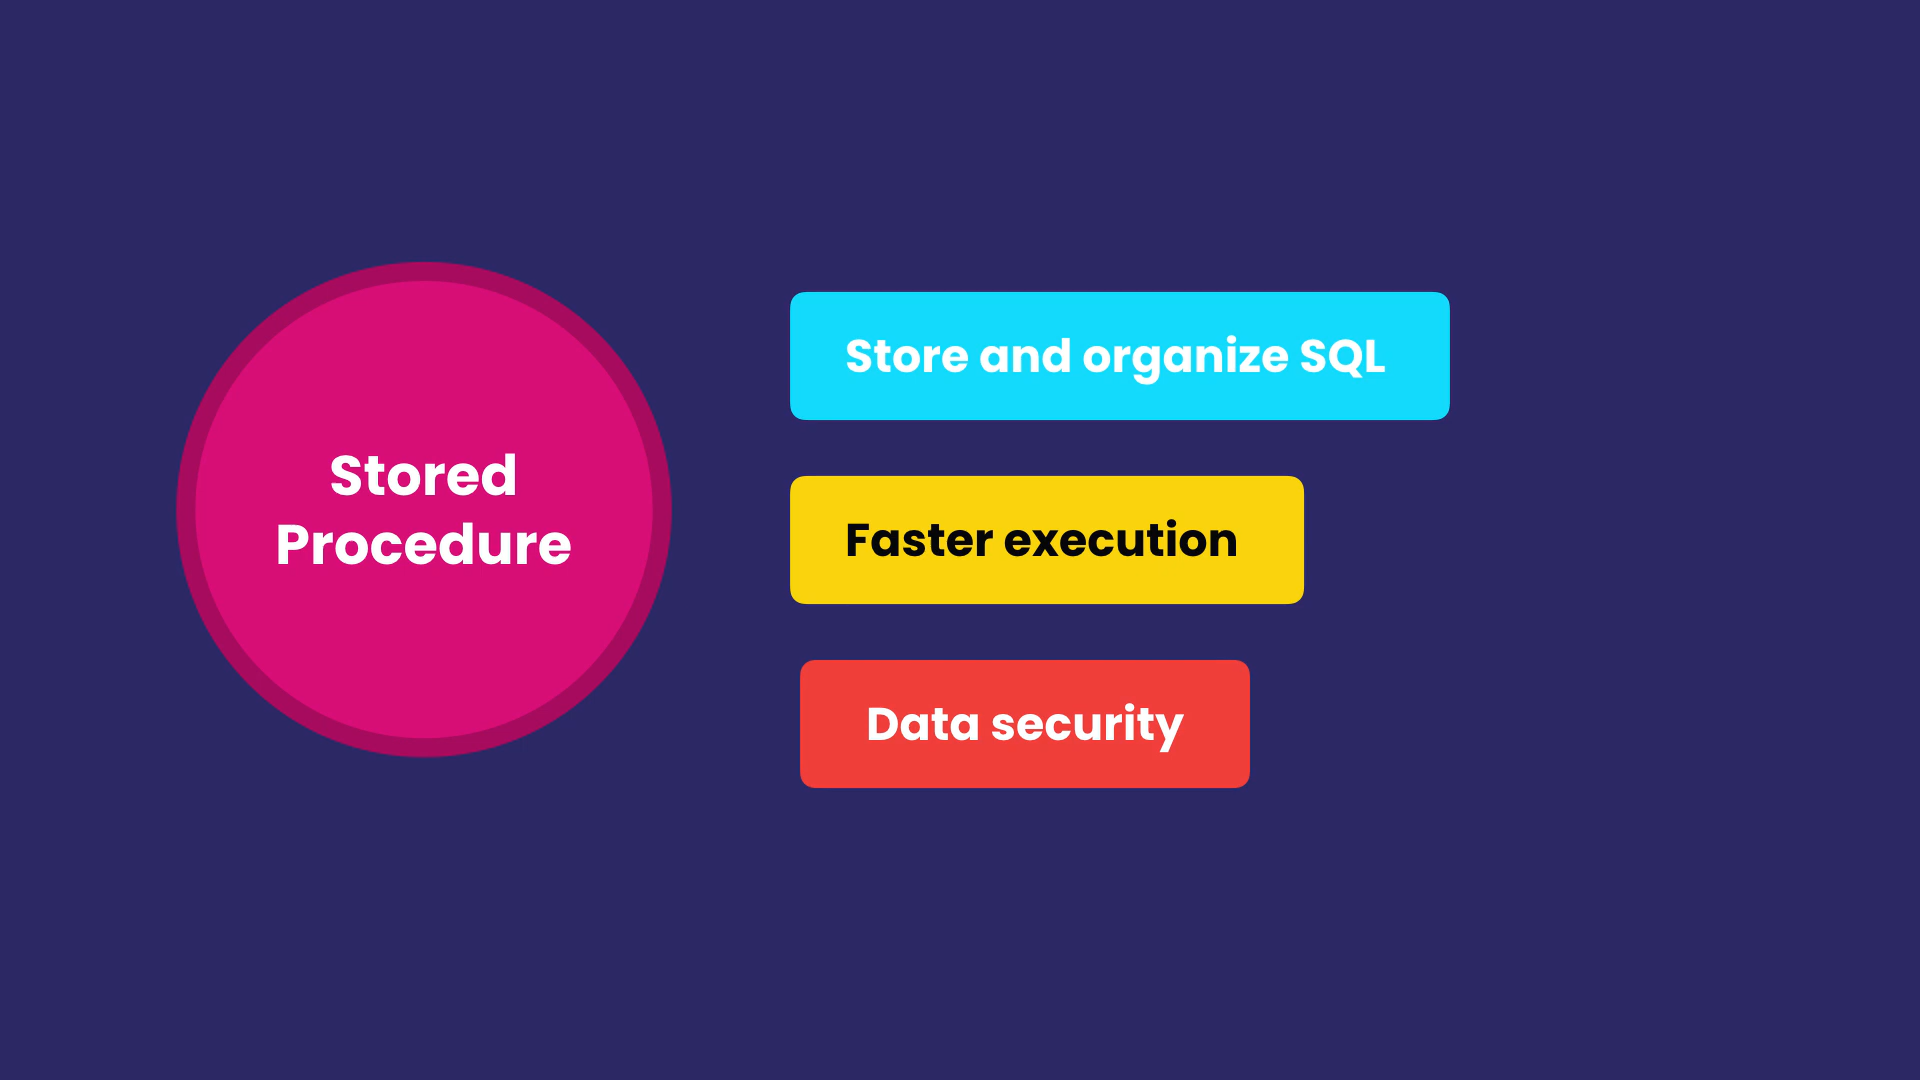 Stored
Procedure
Store and organize SQL
Faster execution
Data security